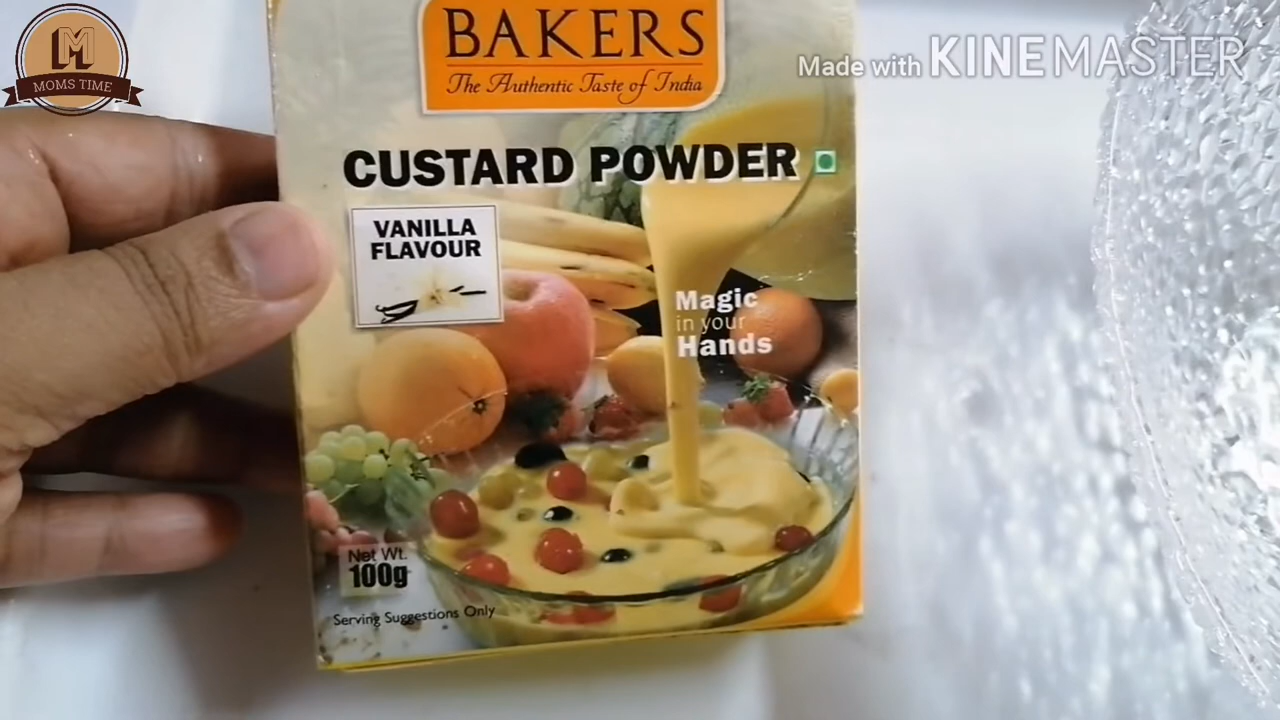 M
MOMS TIME
Made with KINEMASTER
BAKERS
The Authentic Taste of India
CUSTARD POWDER
VANILLA
FLAVOUR
Magic
in your
Hands
Net Wt.
100g
Serving Suggestions Only